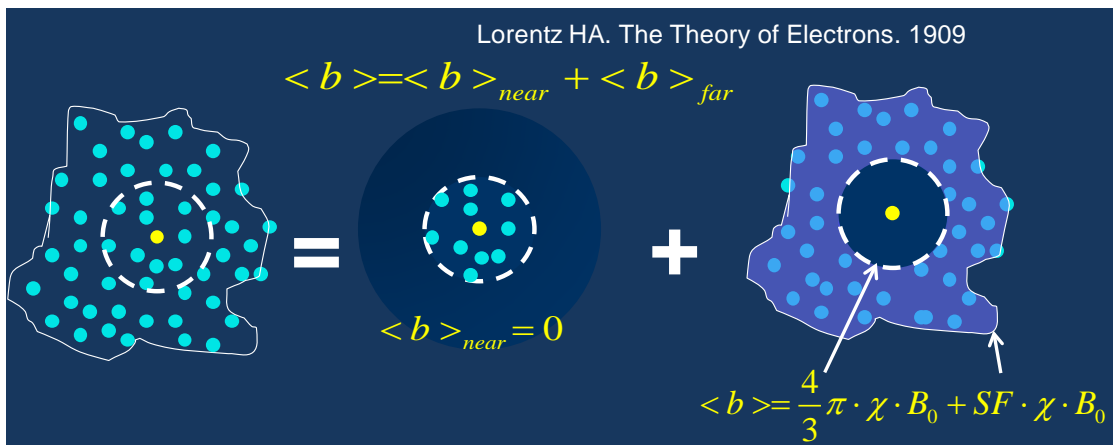 Lorentz HA. The Theory of Electrons. 1909
< b >=< b >near + < b >far
=
+
< b >near = 0
< b >= 4/3 π · χ · B0 + SF · χ · B0